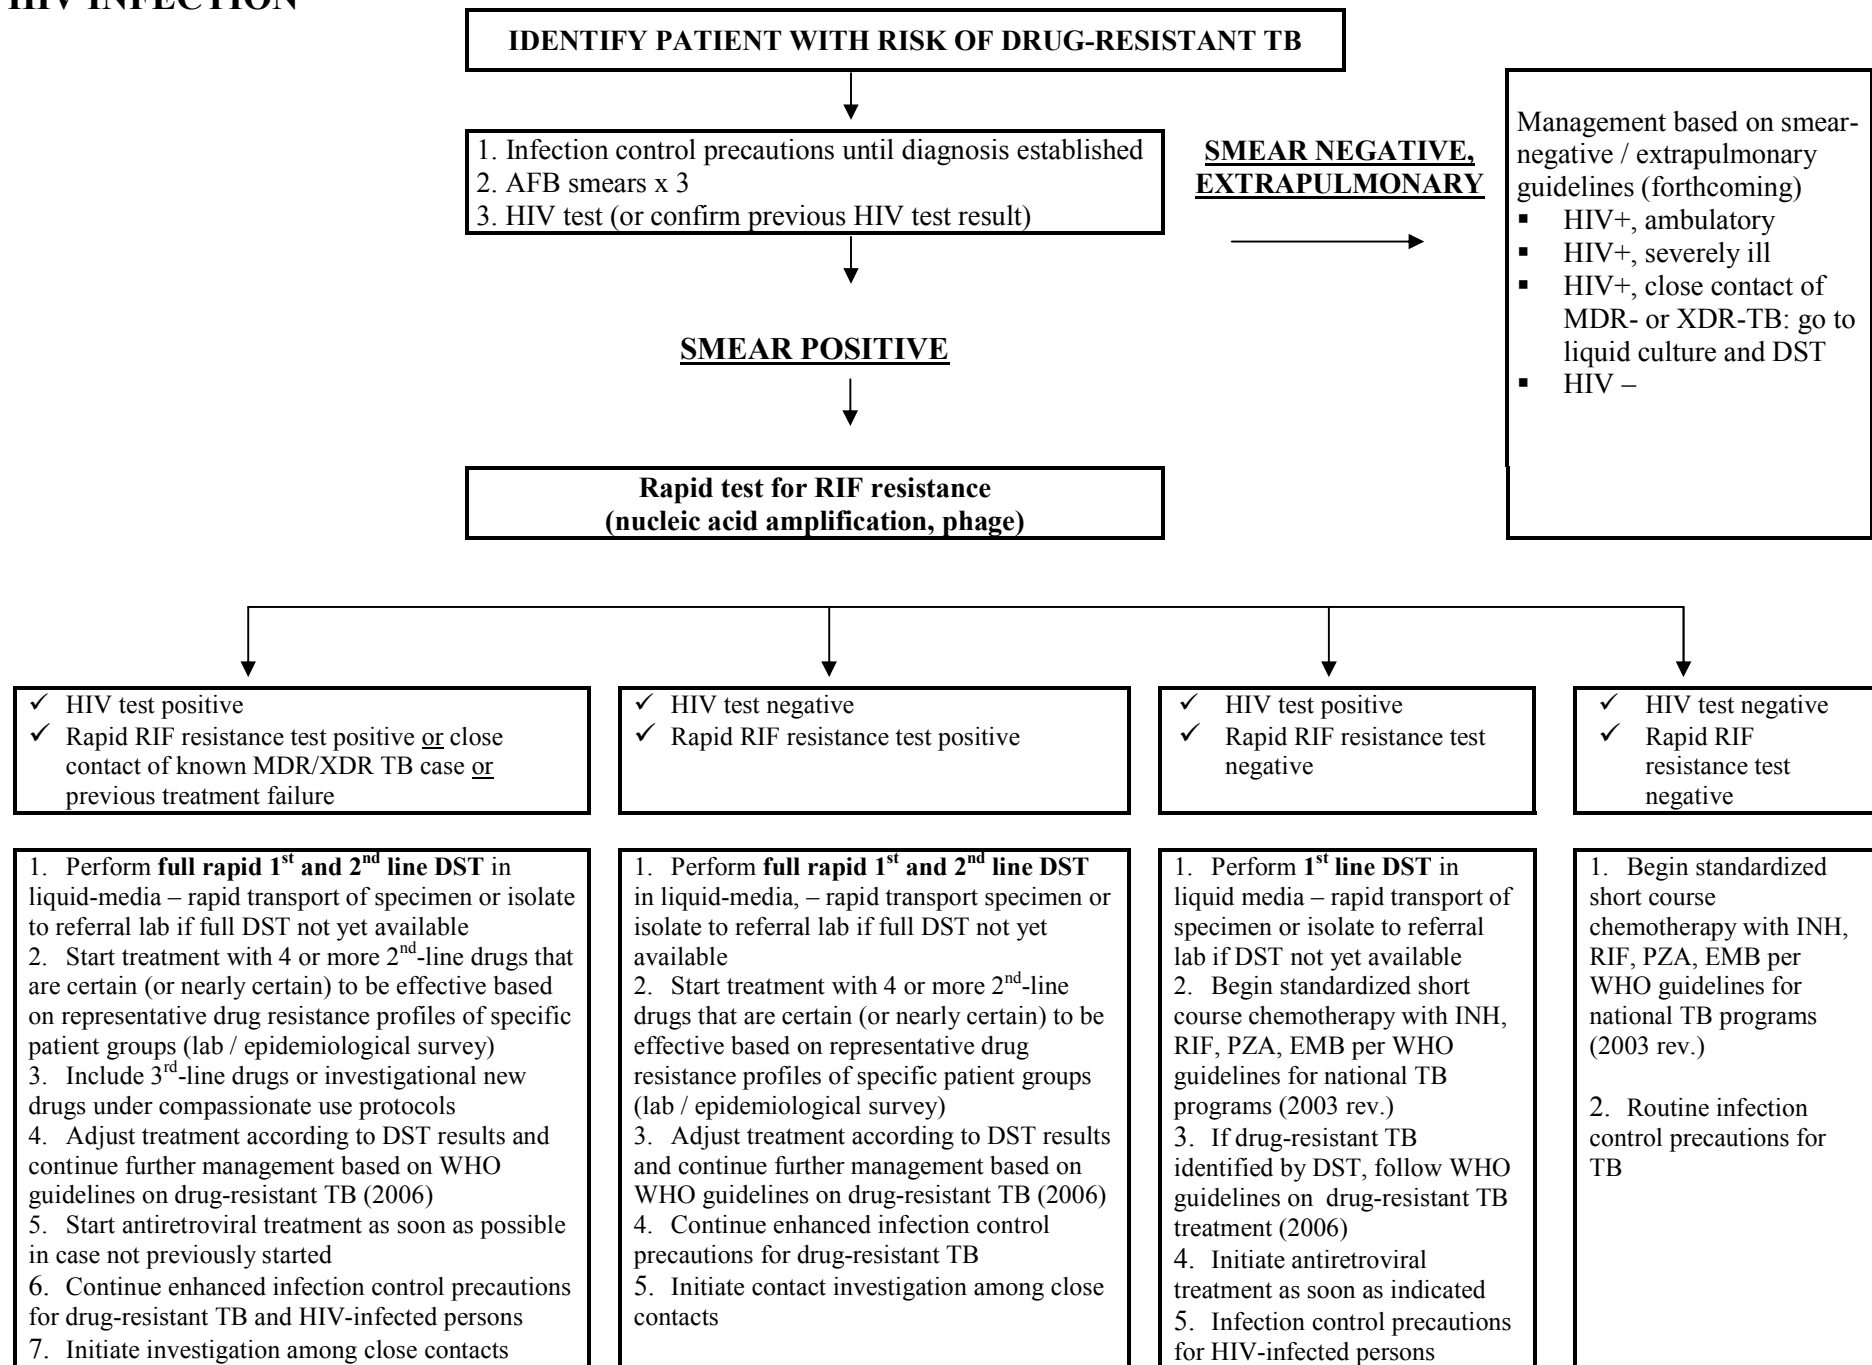 HIV INFECTION
IDENTIFY PATIENT WITH RISK OF DRUG-RESISTANT TB
1. Infection control precautions until diagnosis established
2. AFB smears x 3
3. HIV test (or confirm previous HIV test result)
SMEAR NEGATIVE,
EXTRAPULMONARY
Management based on smear-
negative / extrapulmonary
guidelines (forthcoming)
▪ HIV+, ambulatory
▪ HIV+, severely ill
▪ HIV+, close contact of
MDR- or XDR-TB: go to
liquid culture and DST
▪ HIV –
SMEAR POSITIVE
Rapid test for RIF resistance
(nucleic acid amplification, phage)
✓ HIV test positive
✓ Rapid RIF resistance test positive or close
contact of known MDR/XDR TB case or
previous treatment failure
✓ HIV test negative
✓ Rapid RIF resistance test positive
✓ HIV test positive
✓ Rapid RIF resistance test
negative
✓ HIV test negative
✓ Rapid RIF
resistance test
negative
1. Perform full rapid 1st and 2nd line DST in
liquid-media – rapid transport of specimen or isolate
to referral lab if full DST not yet available
2. Start treatment with 4 or more 2nd-line drugs that
are certain (or nearly certain) to be effective based
on representative drug resistance profiles of specific
patient groups (lab / epidemiological survey)
3. Include 3rd-line drugs or investigational new
drugs under compassionate use protocols
4. Adjust treatment according to DST results and
continue further management based on WHO
guidelines on drug-resistant TB (2006)
5. Start antiretroviral treatment as soon as possible
in case not previously started
6. Continue enhanced infection control precautions
for drug-resistant TB and HIV-infected persons
7. Initiate investigation among close contacts
1. Perform full rapid 1st and 2nd line DST
in liquid-media, – rapid transport specimen or
isolate to referral lab if full DST not yet
available
2. Start treatment with 4 or more 2nd-line
drugs that are certain (or nearly certain) to be
effective based on representative drug
resistance profiles of specific patient groups
(lab / epidemiological survey)
3. Adjust treatment according to DST results
and continue further management based on
WHO guidelines on drug-resistant TB (2006)
4. Continue enhanced infection control
precautions for drug-resistant TB
5. Initiate contact investigation among close
contacts
1. Perform 1st line DST in
liquid media – rapid transport of
specimen or isolate to referral
lab if DST not yet available
2. Begin standardized short
course chemotherapy with INH,
RIF, PZA, EMB per WHO
guidelines for national TB
programs (2003 rev.)
3. If drug-resistant TB
identified by DST, follow WHO
guidelines on drug-resistant TB
treatment (2006)
4. Initiate antiretroviral
treatment as soon as indicated
5. Infection control precautions
for HIV-infected persons
1. Begin standardized
short course
chemotherapy with INH,
RIF, PZA, EMB per
WHO guidelines for
national TB programs
(2003 rev.)
2. Routine infection
control precautions for
TB